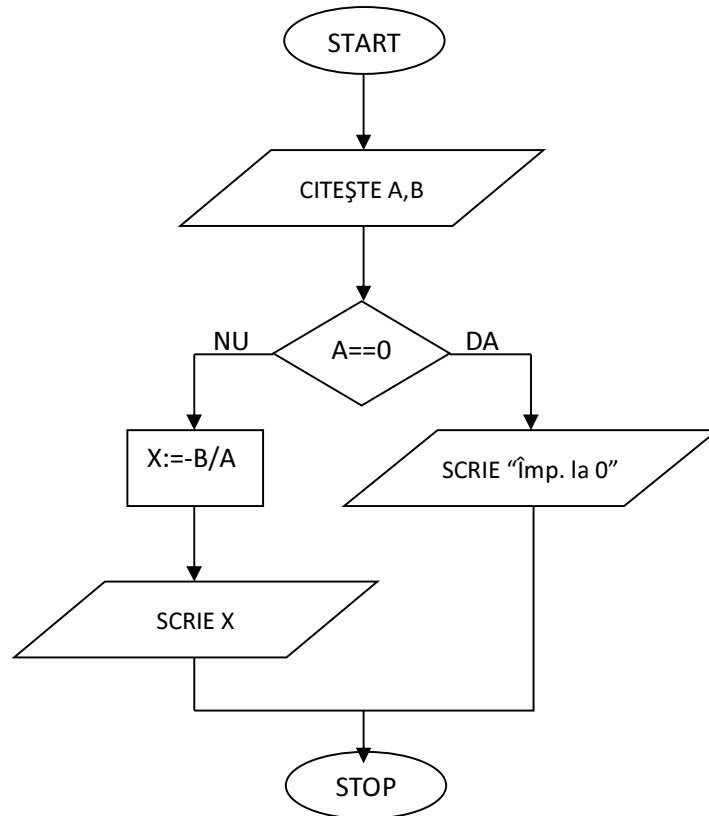 START
CITEŞTE A,B
NU
A==0
DA
X:=-B/A
SCRIE “Împ. la 0”
SCRIE X
STOP